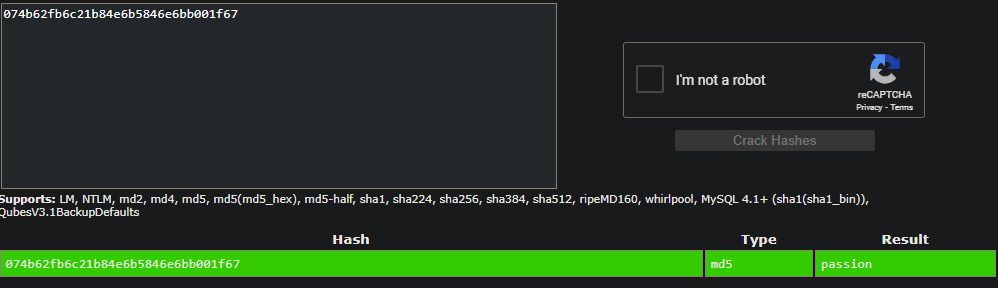 074b62fb6c21b84e6b5846e6bb001f67
I'm not a robot
reCAPTCHA
Privacy - Terms
Crack Hashes
Supports: LM, NTLM, md2, md4, md5, md5(md5_hex), md5-half, sha1, sha224, sha256, sha384, sha512, ripeMD160, whirlpool, MySQL 4.1+ (sha1(sha1_bin)),
QubesV3.1BackupDefaults
Hash Type Result
074b62fb6c21b84e6b5846e6bb001f67 md5 passion